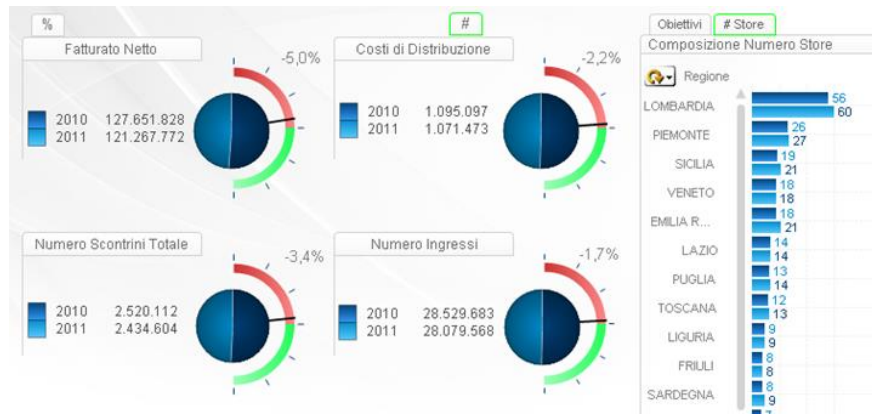 %
#
Fatturato Netto
-5,0%
2010 127.651.828
2011 121.267.772
Costi di Distribuzione
-2,2%
2010 1.095.097
2011 1.071.473
Numero Scontrini Totale
-3,4%
2010 2.520.112
2011 2.434.604
Numero Ingressi
-1,7%
2010 28.529.683
2011 28.079.568
Obiettivi # Store
Composizione Numero Store
Regione
LOMBARDIA 56
60
PIEMONTE 26
27
SICILIA 19
21
VENETO 18
18
EMILIA R... 18
21
LAZIO 14
14
PUGLIA 13
14
TOSCANA 12
13
LIGURIA 9
9
FRIULI 8
8
SARDEGNA 8
9